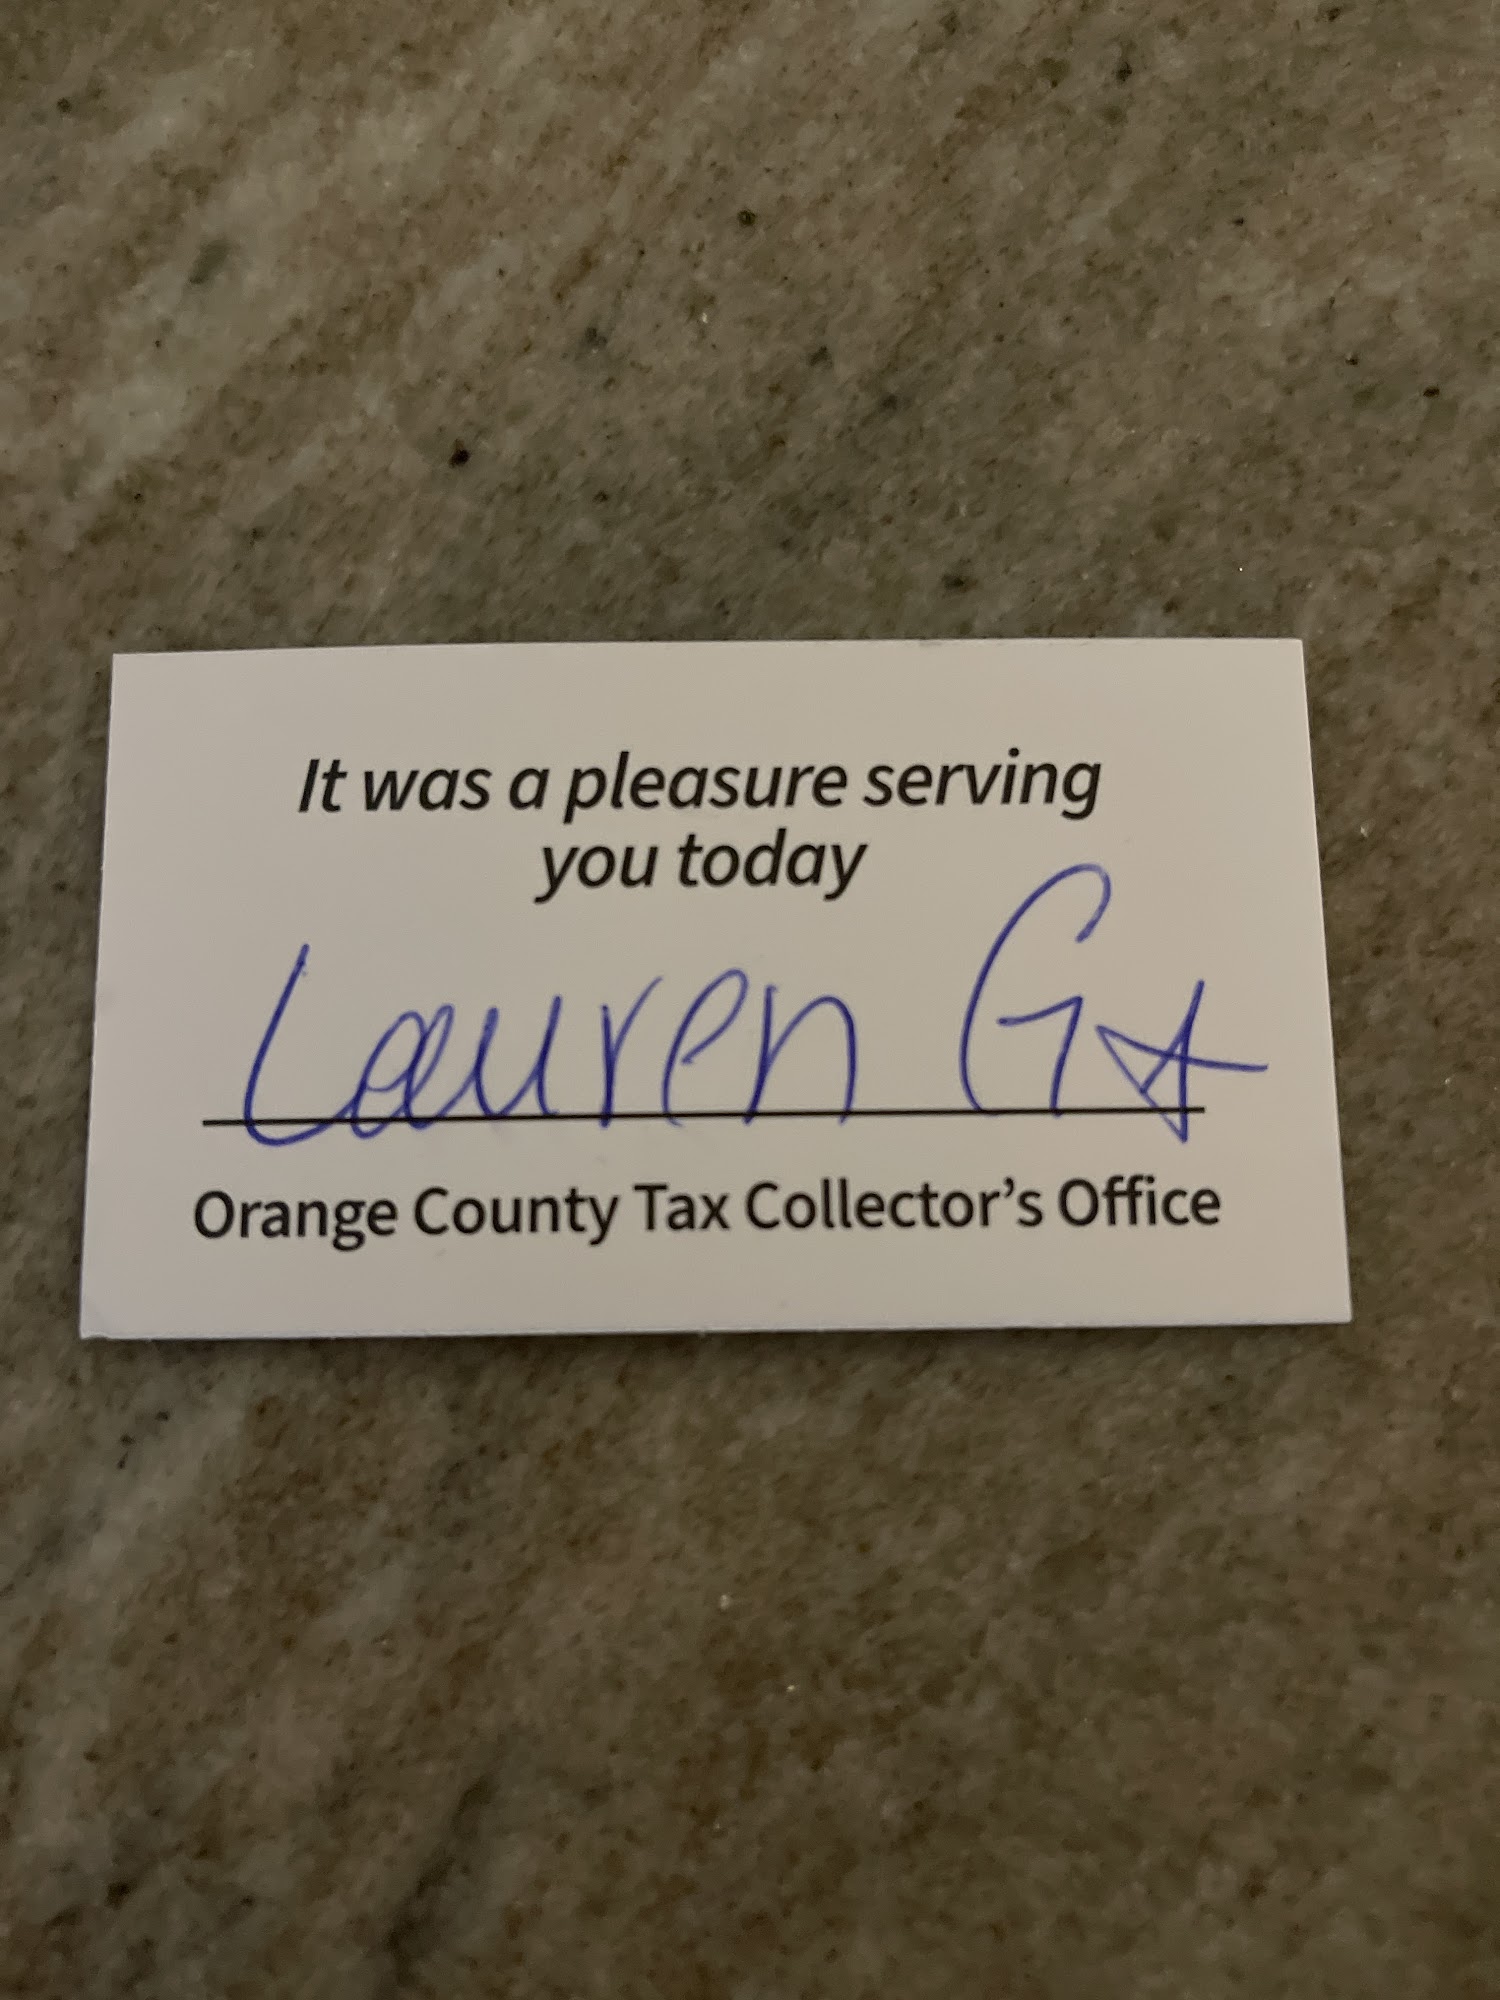 It was a pleasure serving
you today
Lauren G
Orange County Tax Collector's Office